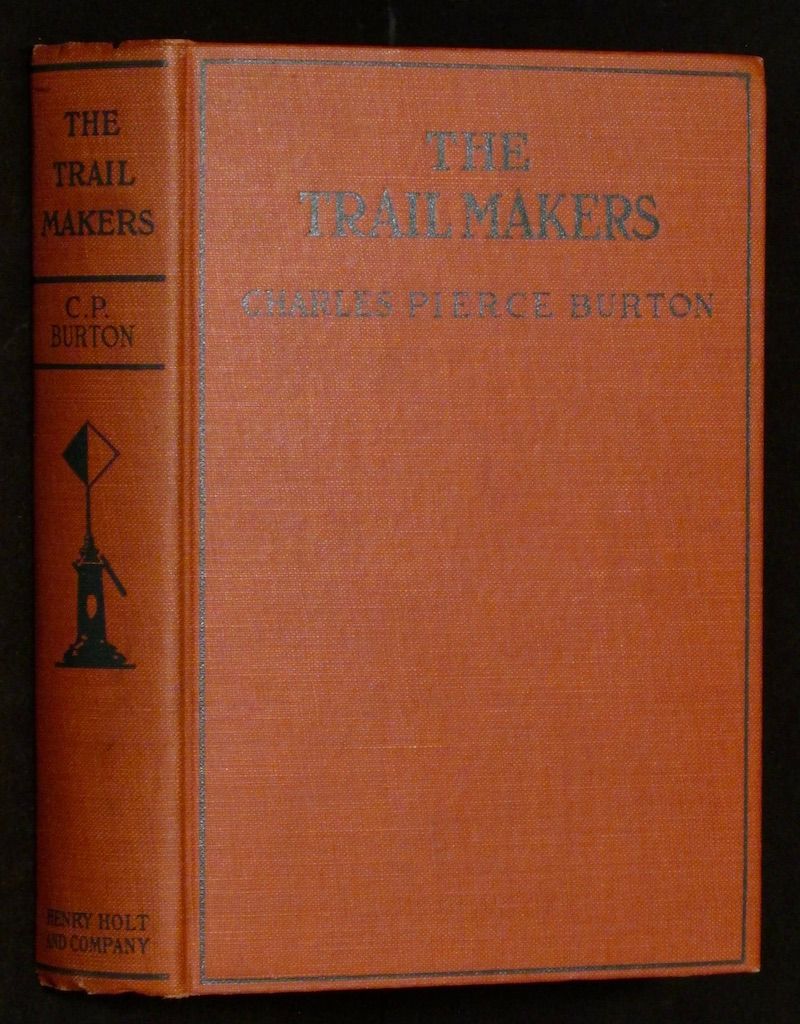 THE
TRAIL
MAKERS
C.P.
BURTON
HENRY HOLT
AND COMPANY
THE
TRAIL MAKERS
CHARLES PIERCE BURTON